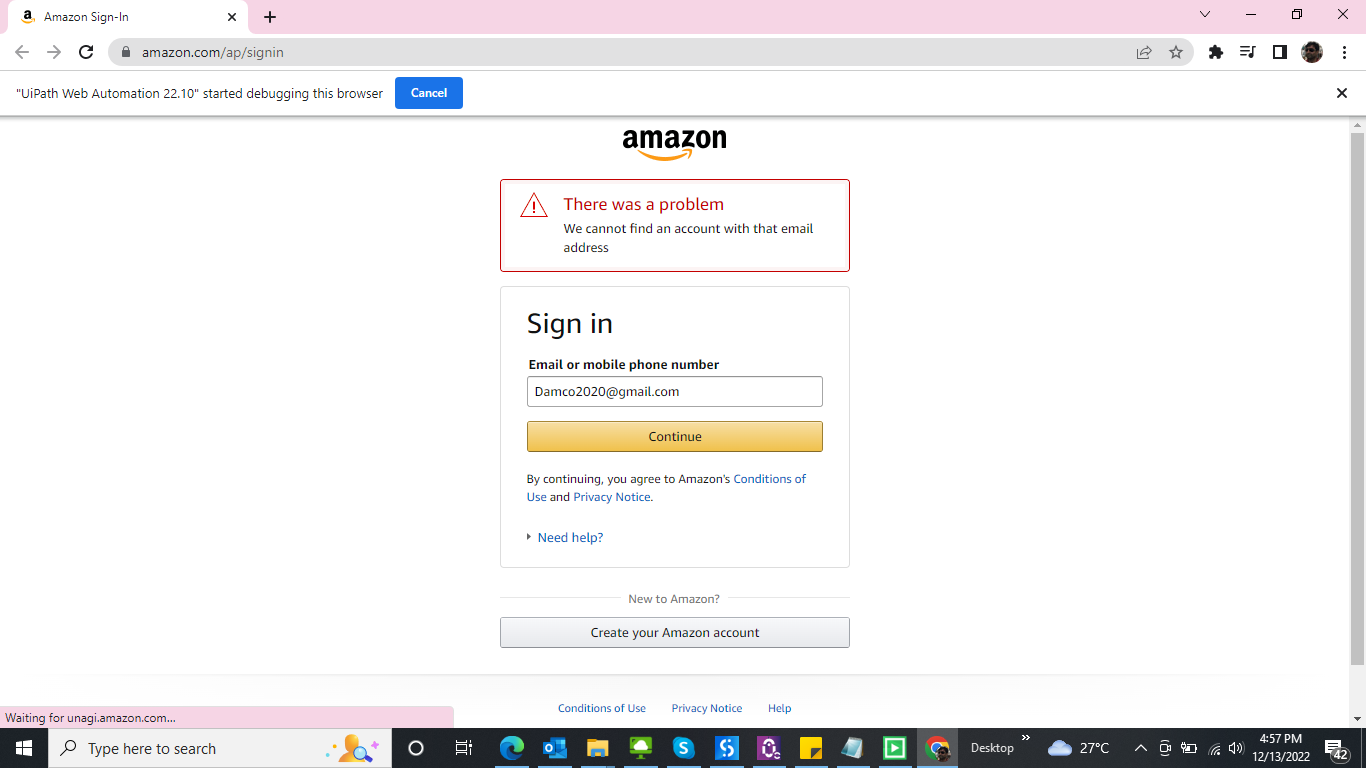 Amazon Sign-In
amazon.com/ap/signin
"UiPath Web Automation 22.10" started debugging this browser
Cancel
amazon
There was a problem
We cannot find an account with that email
address
Sign in
Email or mobile phone number
Damco2020@gmail.com
Continue
By continuing, you agree to Amazon's Conditions of
Use and Privacy Notice.
Need help?
New to Amazon?
Create your Amazon account
Conditions of Use Privacy Notice Help
Waiting for unagi.amazon.com...
Type here to search
Desktop
27°C
4:57 PM
12/13/2022
42